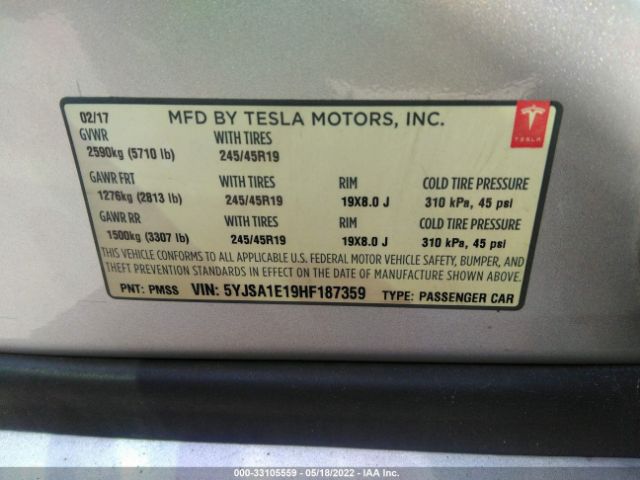 02/17 MFD BY TESLA MOTORS, INC.
TESLA
GVWR WITH TIRES
2590kg (5710 lb) 245/45R19
GAWR FRT WITH TIRES RIM COLD TIRE PRESSURE
1276kg (2813 lb) 245/45R19 19X8.0 J 310 kPa, 45 psi
GAWR RR WITH TIRES RIM COLD TIRE PRESSURE
1500kg (3307 lb) 245/45R19 19X8.0 J 310 kPa, 45 psi
THIS VEHICLE CONFORMS TO ALL APPLICABLE U.S. FEDERAL MOTOR VEHICLE SAFETY, BUMPER, AND
THEFT PREVENTION STANDARDS IN EFFECT ON THE DATE OF MANUFACTURE SHOWN ABOVE.
PNT: PMSS VIN: 5YJSA1E19HF187359 TYPE: PASSENGER CAR
000-33105559 - 05/18/2022 - IAA Inc.